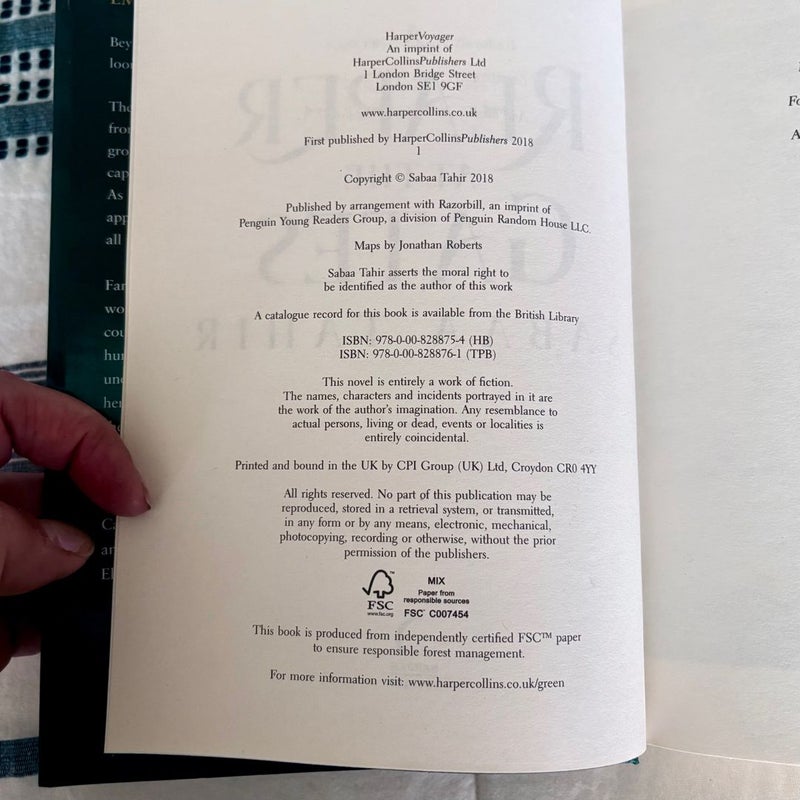 HarperVoyager
An imprint of
HarperCollinsPublishers Ltd
1 London Bridge Street
London SE1 9GF
www.harpercollins.co.uk
First published by HarperCollinsPublishers 2018
1
Copyright © Sabaa Tahir 2018
Published by arrangement with Razorbill, an imprint of
Penguin Young Readers Group, a division of Penguin Random House LLC.
Maps by Jonathan Roberts
Sabaa Tahir asserts the moral right to
be identified as the author of this work
A catalogue record for this book is available from the British Library
ISBN: 978-0-00-828875-4 (HB)
ISBN: 978-0-00-828876-1 (TPB)
This novel is entirely a work of fiction.
The names, characters and incidents portrayed in it are
the work of the author's imagination. Any resemblance to
actual persons, living or dead, events or localities is
entirely coincidental.
Printed and bound in the UK by CPI Group (UK) Ltd, Croydon CR0 4YY
All rights reserved. No part of this publication may be
reproduced, stored in a retrieval system, or transmitted,
in any form or by any means, electronic, mechanical,
photocopying, recording or otherwise, without the prior
permission of the publishers.
FSC™
www.fsc.org
MIX
Paper from
responsible sources
FSC® C007454
This book is produced from independently certified FSC™ paper
to ensure responsible forest management.
For more information visit: www.harpercollins.co.uk/green